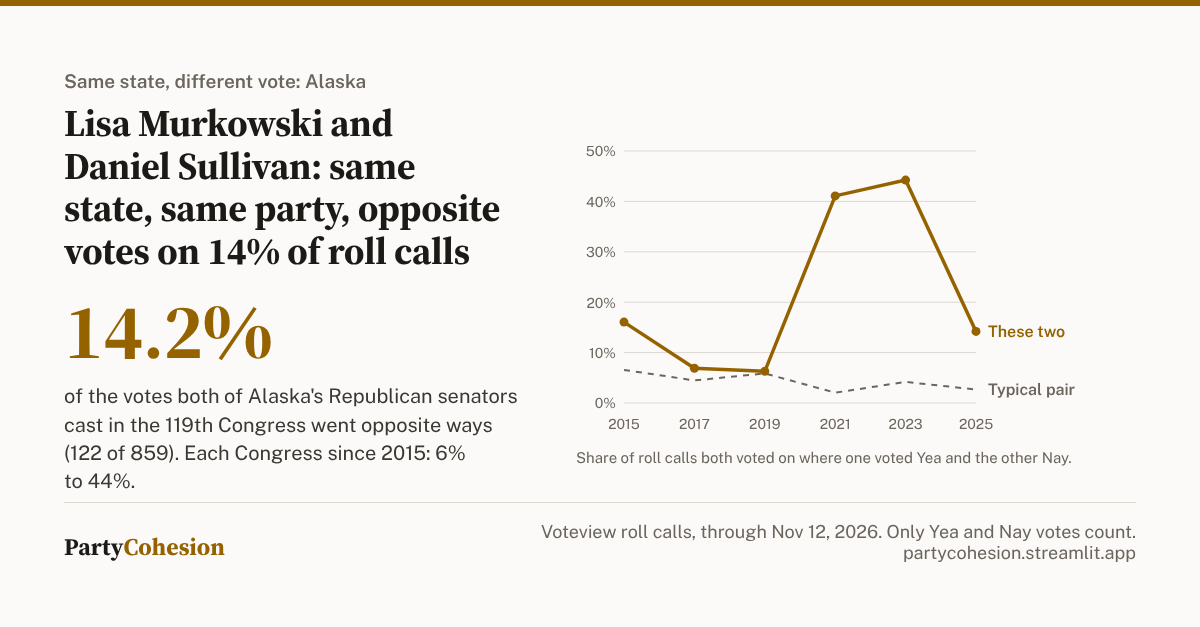 Same state, different vote: Alaska
Lisa Murkowski and
Daniel Sullivan: same
state, same party, opposite
votes on 14% of roll calls
14.2%
of the votes both of Alaska's Republican senators
cast in the 119th Congress went opposite ways
(122 of 859). Each Congress since 2015: 6%
to 44%.
50%
40%
30%
20%
10%
0%
2015 2017 2019 2021 2023 2025
These two
Typical pair
Share of roll calls both voted on where one voted Yea and the other Nay.
PartyCohesion
Voteview roll calls, through Nov 12, 2026. Only Yea and Nay votes count.
partycohesion.streamlit.app